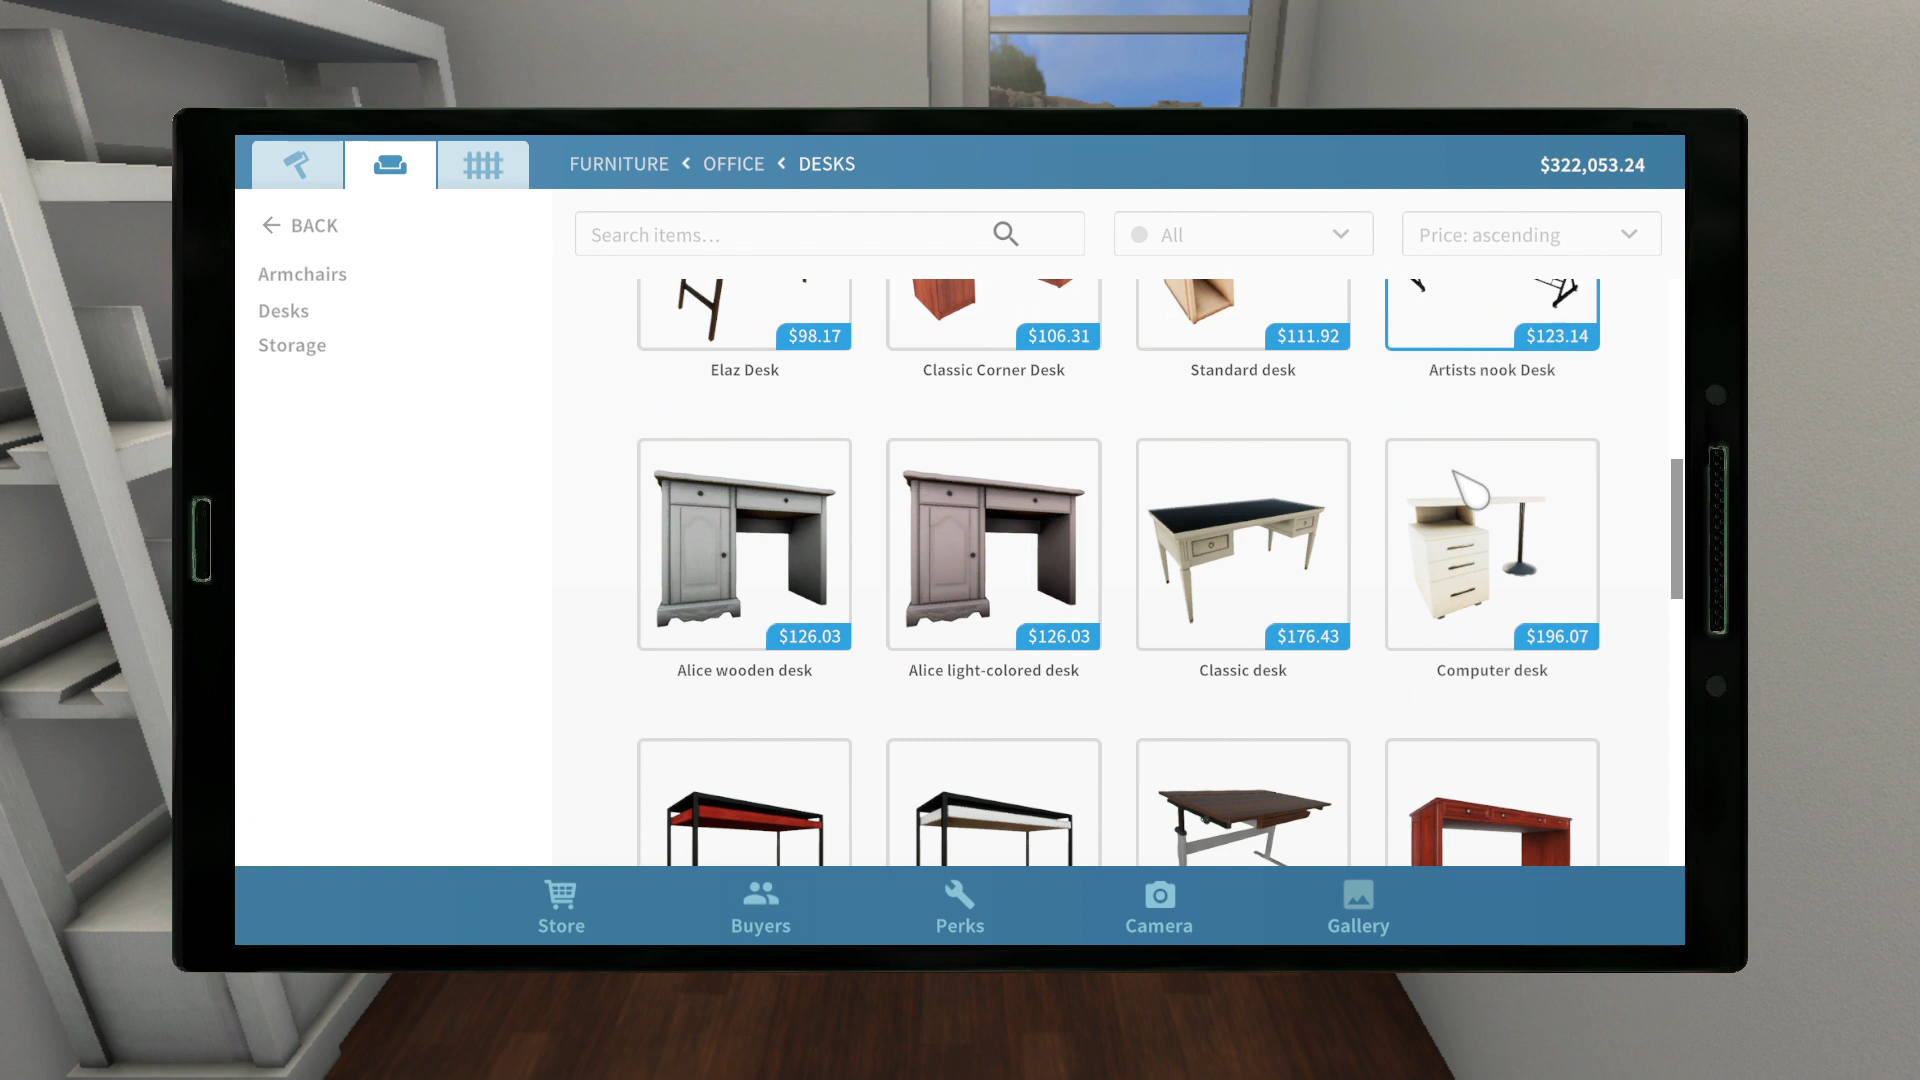 FURNITURE < OFFICE < DESKS
$322,053.24
BACK
Armchairs
Desks
Storage
Search items...
All
Price: ascending
$98.17
$106.31
$111.92
$123.14
Elaz Desk
Classic Corner Desk
Standard desk
Artists nook Desk
$126.03
$126.03
$176.43
$196.07
Alice wooden desk
Alice light-colored desk
Classic desk
Computer desk
Store
Buyers
Perks
Camera
Gallery